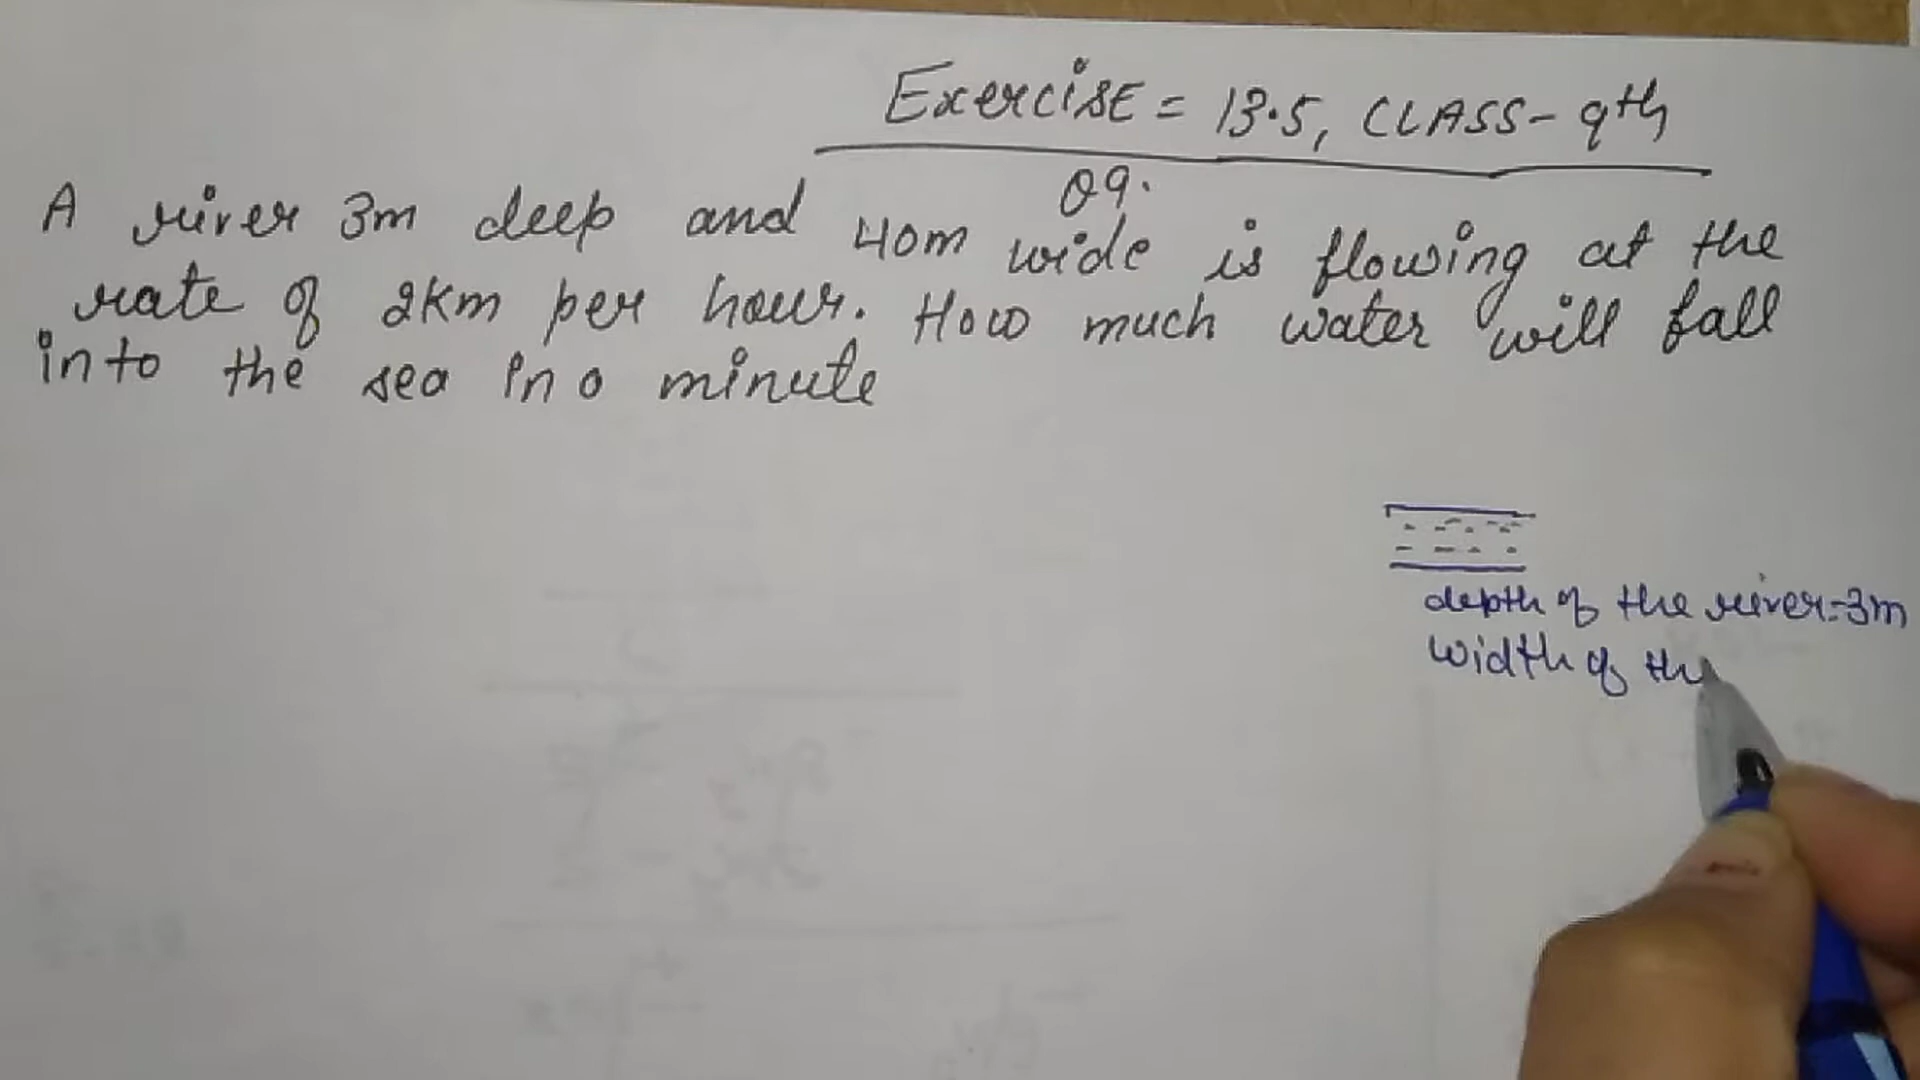 Exercise = 13.5, CLASS - 9th
Q9.
A river 3m deep and 40m wide is flowing at the
rate of 2km per hour. How much water will fall
into the sea in a minute
depth of the river=3m
width of the